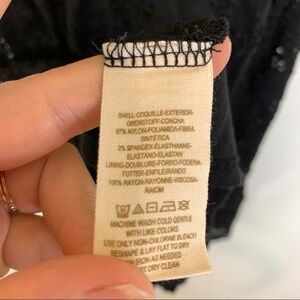 SHELL-COQUILLE-EXTERIOR-
OBERSTOFF-CONCHA
97% NYLON-POLIAMIDA-FIBRA
SINTÉTICA
3% SPANDEX-ÉLASTHANNE-
ELASTANO-ELASTAN
LINING-DOUBLURE-FORRO-FODERA-
FUTTER-ENFILEIRANDO
100% RAYON-RAYONNE-VISCOSA-
RAIOM
MACHINE WASH COLD GENTLE
WITH LIKE COLORS
USE ONLY NON-CHLORINE BLEACH
RESHAPE & LAY FLAT TO DRY
IRON AS NEEDED
DRY CLEAN